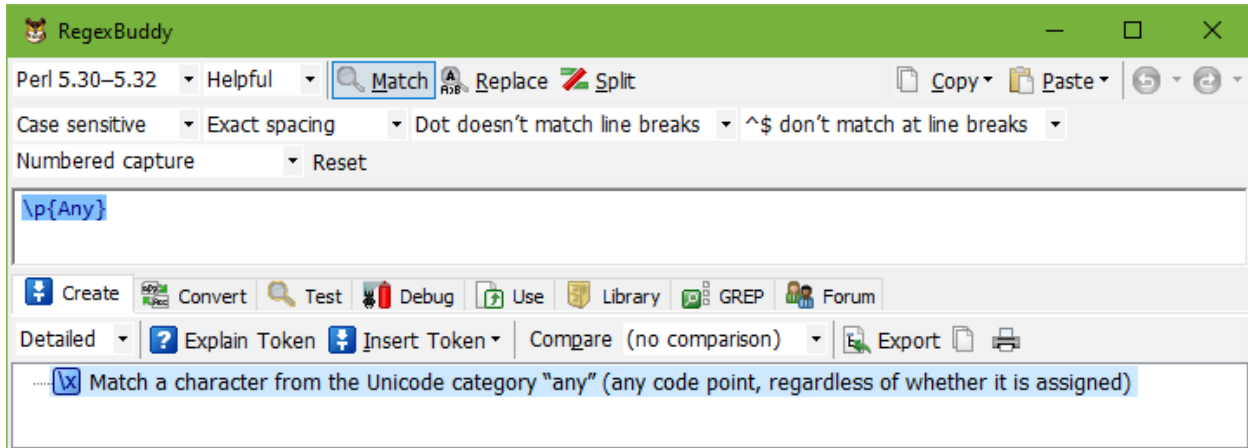 RegexBuddy
Perl 5.30–5.32 Helpful Match Replace Split Copy Paste
Case sensitive Exact spacing Dot doesn’t match line breaks ^$ don’t match at line breaks
Numbered capture Reset
\p{Any}
Create Convert Test Debug Use Library GREP Forum
Detailed Explain Token Insert Token Compare (no comparison) Export
\x Match a character from the Unicode category “any” (any code point, regardless of whether it is assigned)